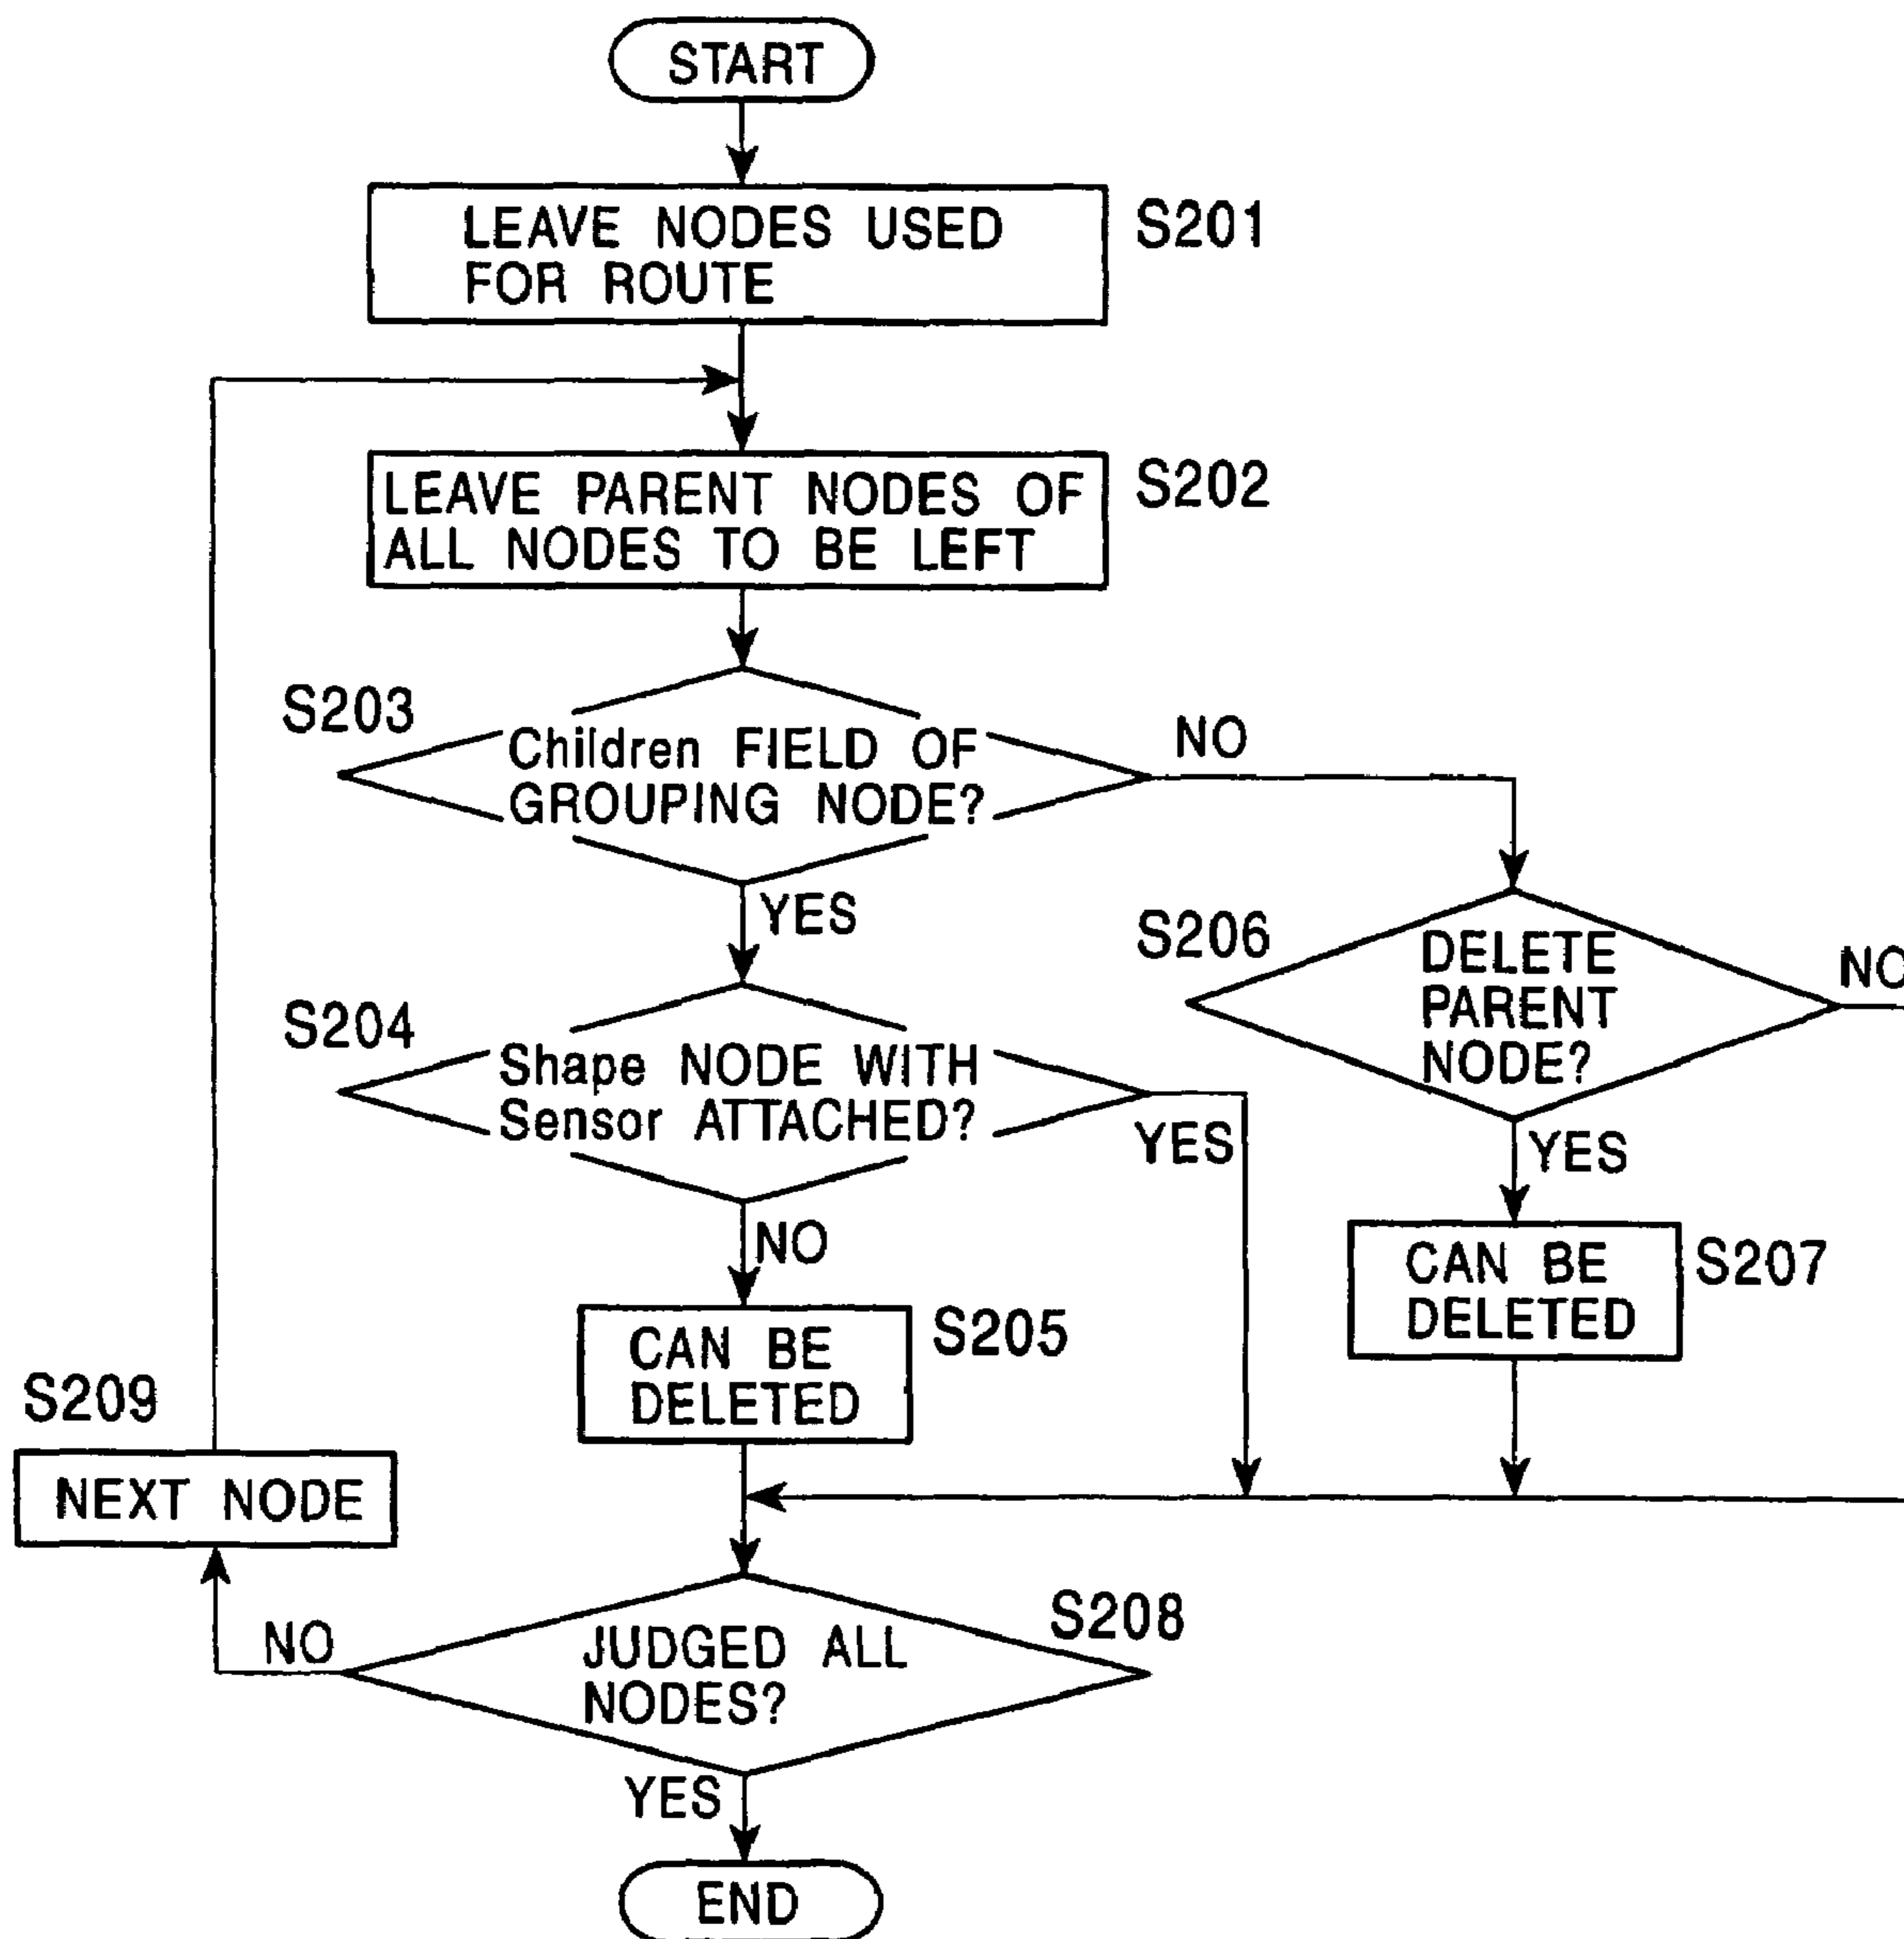 START
LEAVE NODES USED
FOR ROUTE
S201
LEAVE PARENT NODES OF
ALL NODES TO BE LEFT
S202
S203
Children FIELD OF
GROUPING NODE?
NO
YES
S204
Shape NODE WITH
Sensor ATTACHED?
YES
NO
S206
DELETE
PARENT
NODE?
NO
YES
CAN BE
DELETED
S205
CAN BE
DELETED
S207
S209
NEXT NODE
NO
JUDGED ALL
NODES?
S208
YES
END